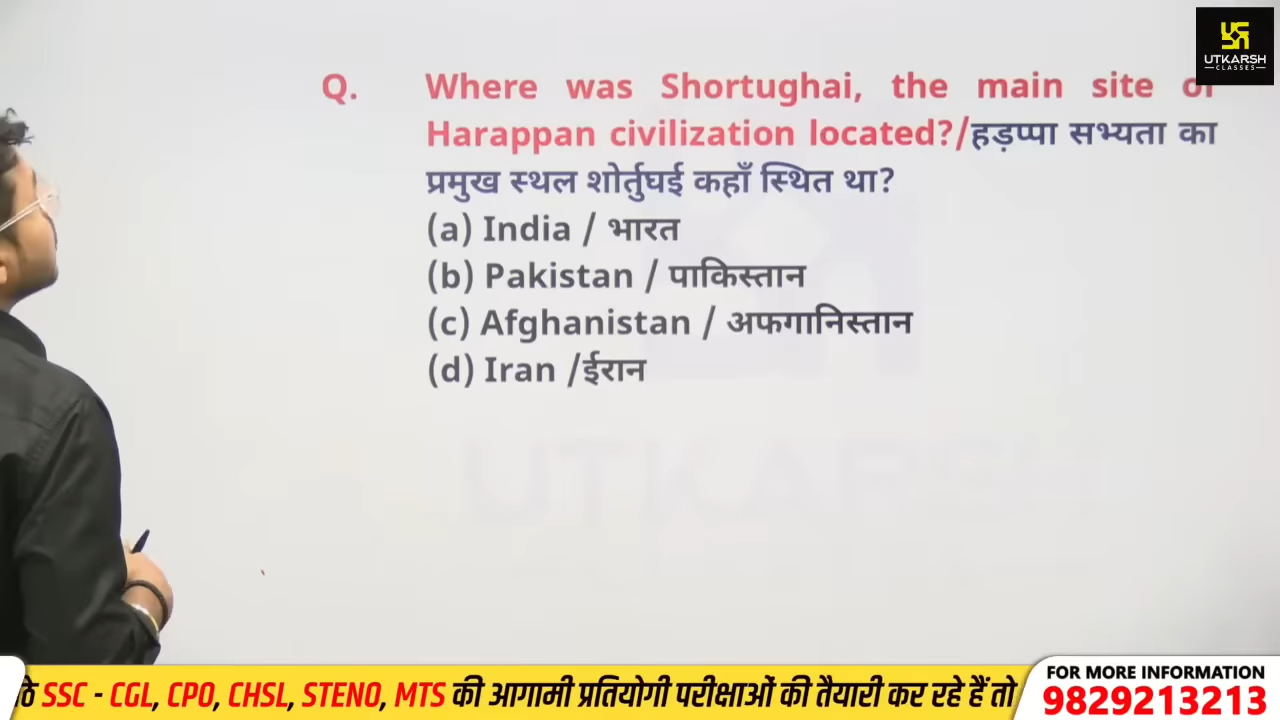 UTKARSH
CLASSES
Q. Where was Shortughai, the main site of
Harappan civilization located?/हड़प्पा सभ्यता का
प्रमुख स्थल शोर्तुघई कहाँ स्थित था?
(a) India / भारत
(b) Pakistan / पाकिस्तान
(c) Afghanistan / अफगानिस्तान
(d) Iran /ईरान
UTKARSH
SSC - CGL, CPO, CHSL, STENO, MTS की आगामी प्रतियोगी परीक्षाओं की तैयारी कर रहे हैं तो
FOR MORE INFORMATION
9829213213